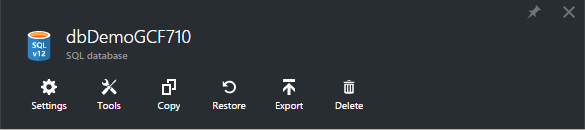 dbDemoGCF710
SQL database
SQL
v12
Settings Tools Copy Restore Export Delete